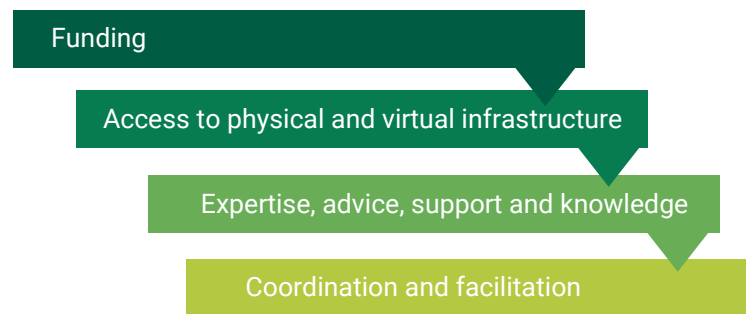 Funding
Access to physical and virtual infrastructure
Expertise, advice, support and knowledge
Coordination and facilitation